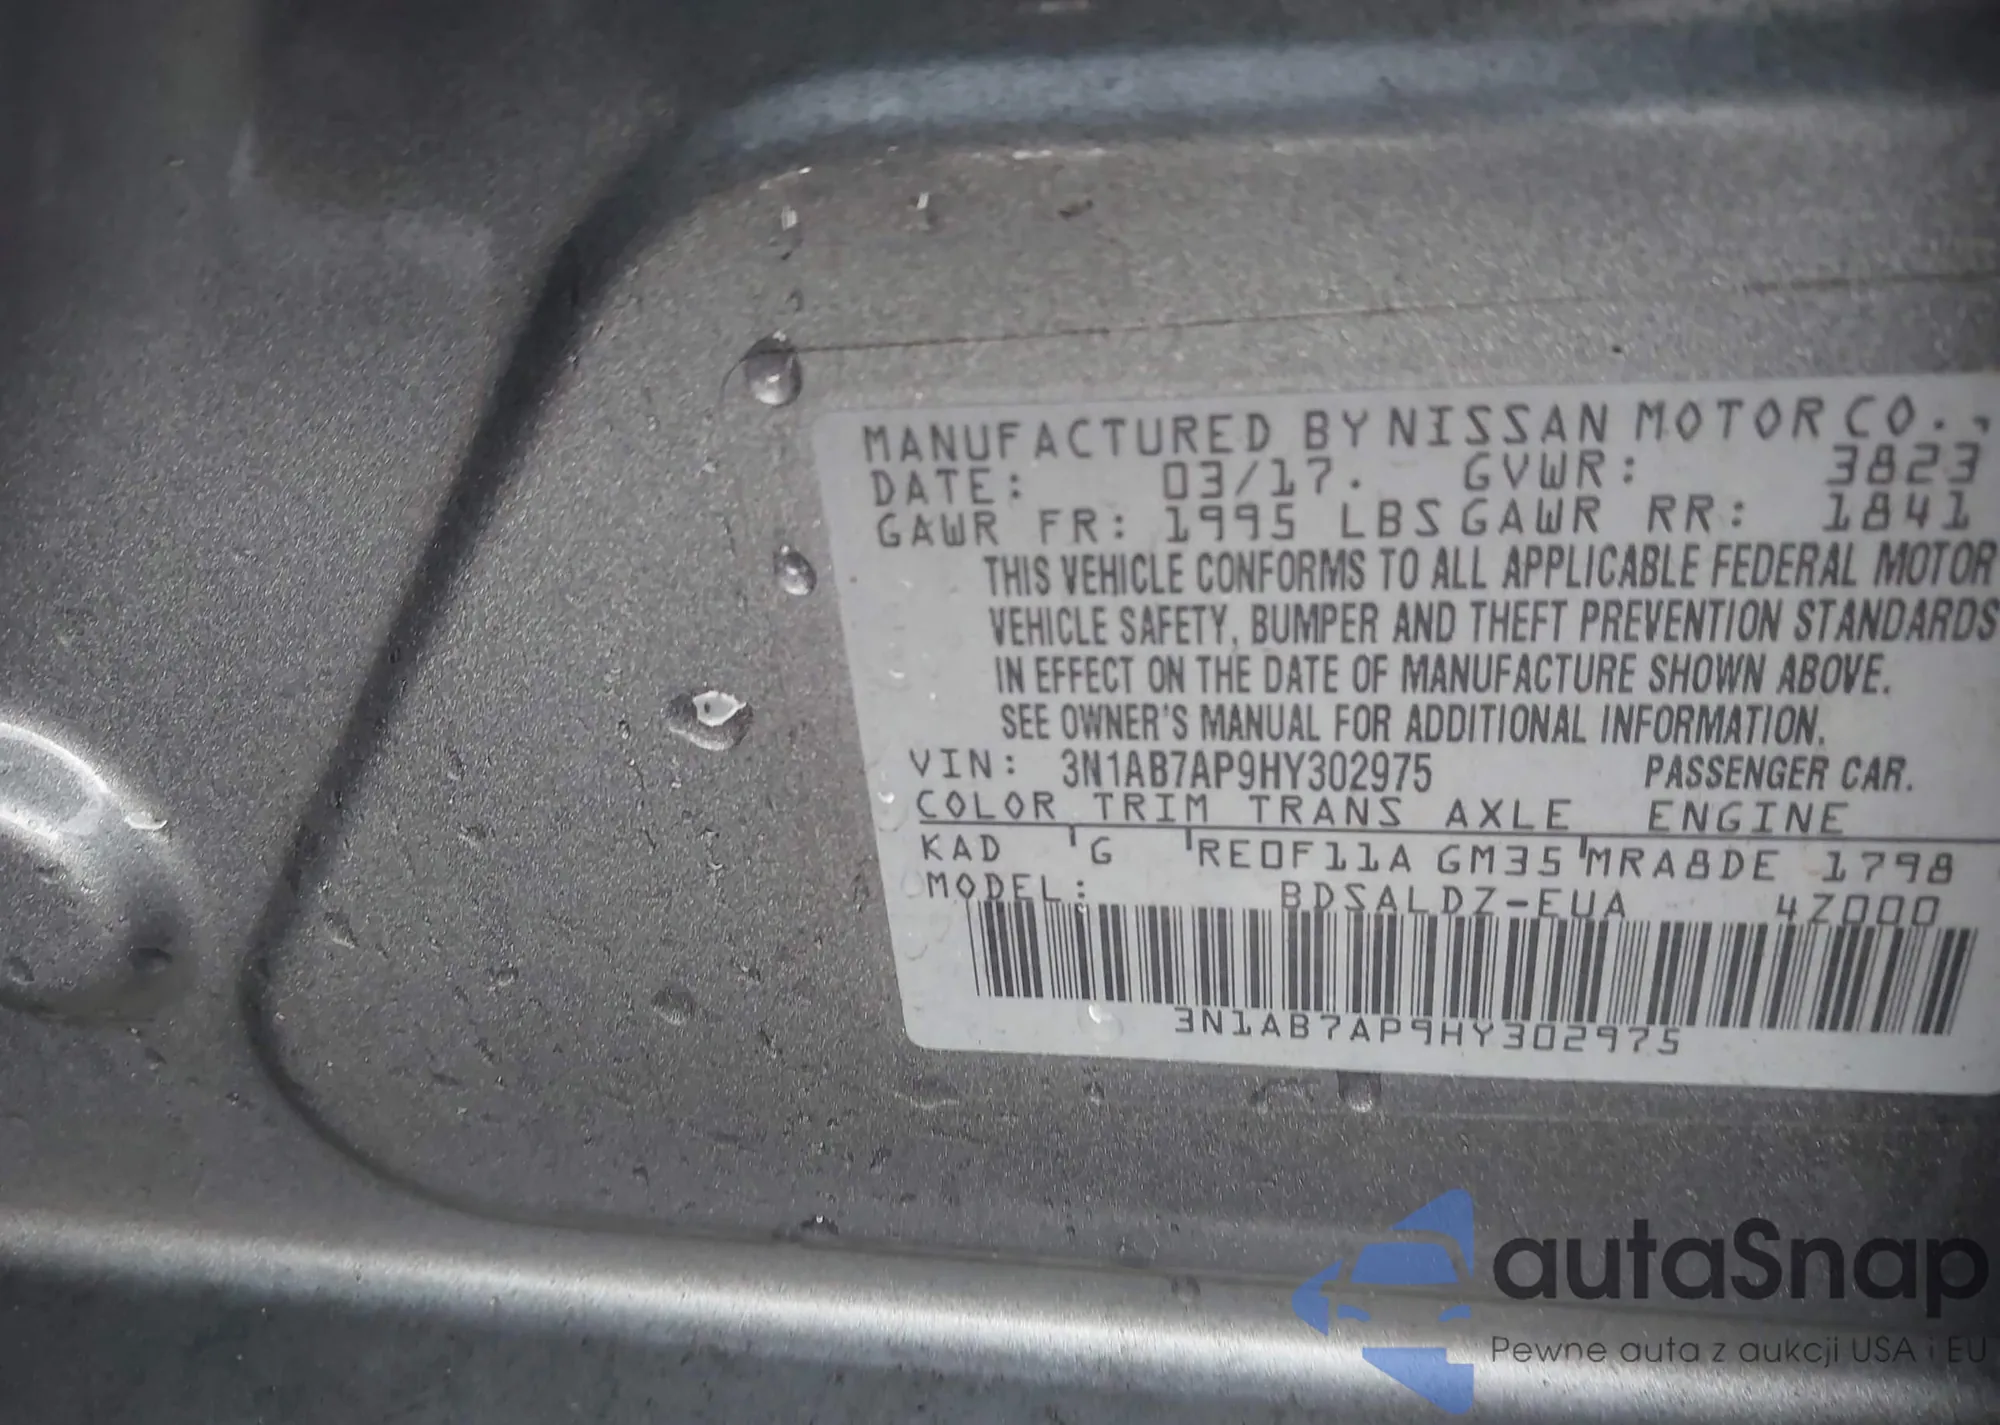 MANUFACTURED BY NISSAN MOTOR CO.,
DATE: 03/17. GVWR: 3823
GAWR FR: 1995 LBS GAWR RR: 1841
THIS VEHICLE CONFORMS TO ALL APPLICABLE FEDERAL MOTOR
VEHICLE SAFETY, BUMPER AND THEFT PREVENTION STANDARDS
IN EFFECT ON THE DATE OF MANUFACTURE SHOWN ABOVE.
SEE OWNER'S MANUAL FOR ADDITIONAL INFORMATION.
VIN: 3N1AB7AP9HY302975 PASSENGER CAR.
COLOR TRIM TRANS AXLE ENGINE
KAD G RE0F11A GM35 MRA8DE 1798
MODEL: BDSALDZ-EUA 4Z000
3N1AB7AP9HY302975
autaSnap
Pewne auta z aukcji USA i EU